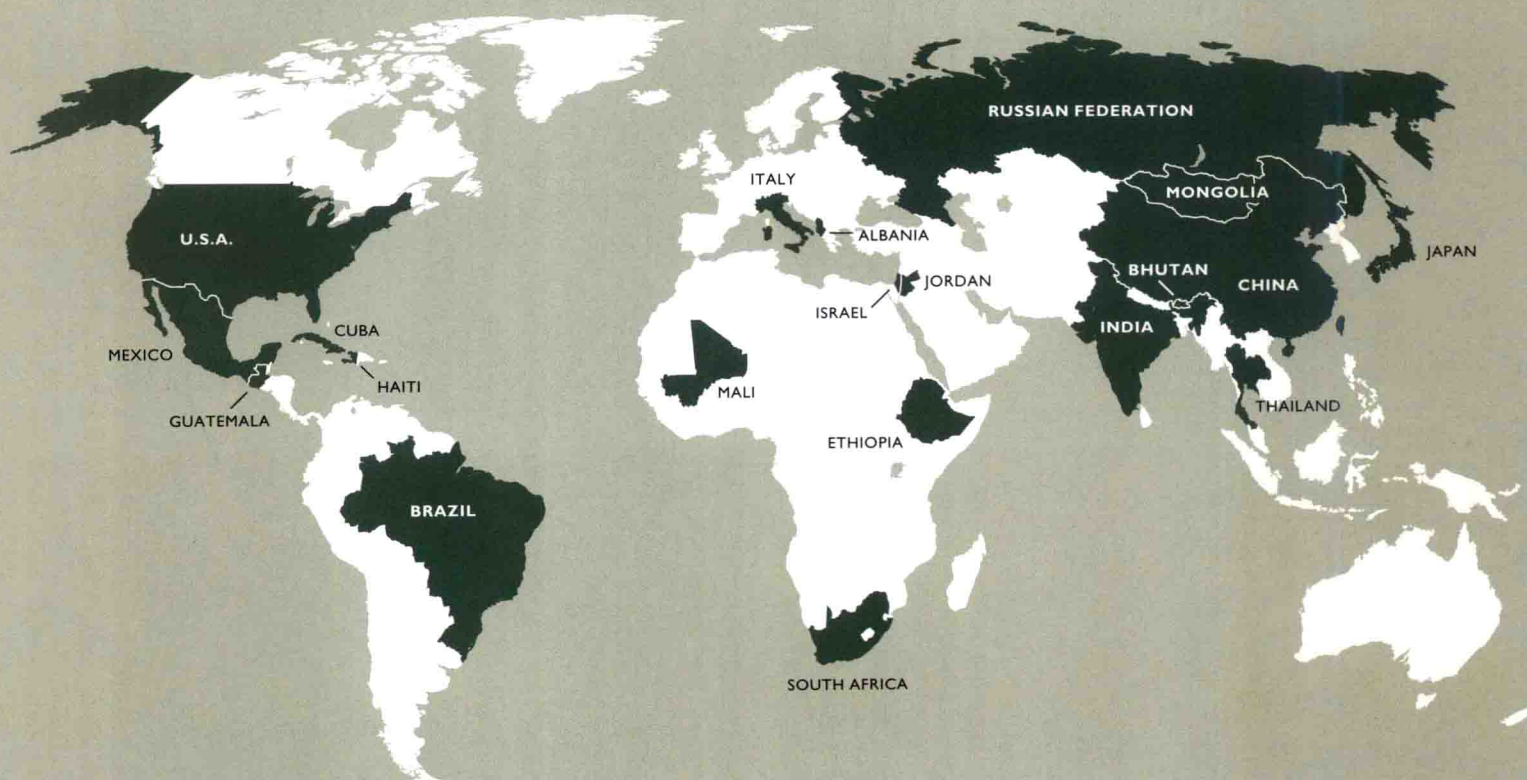 RUSSIAN FEDERATION
ITALY
MONGOLIA
U.S.A.
ALBANIA
JAPAN
BHUTAN
JORDAN
CHINA
ISRAEL
INDIA
CUBA
MEXICO
HAITI
MALI
THAILAND
GUATEMALA
ETHIOPIA
BRAZIL
SOUTH AFRICA